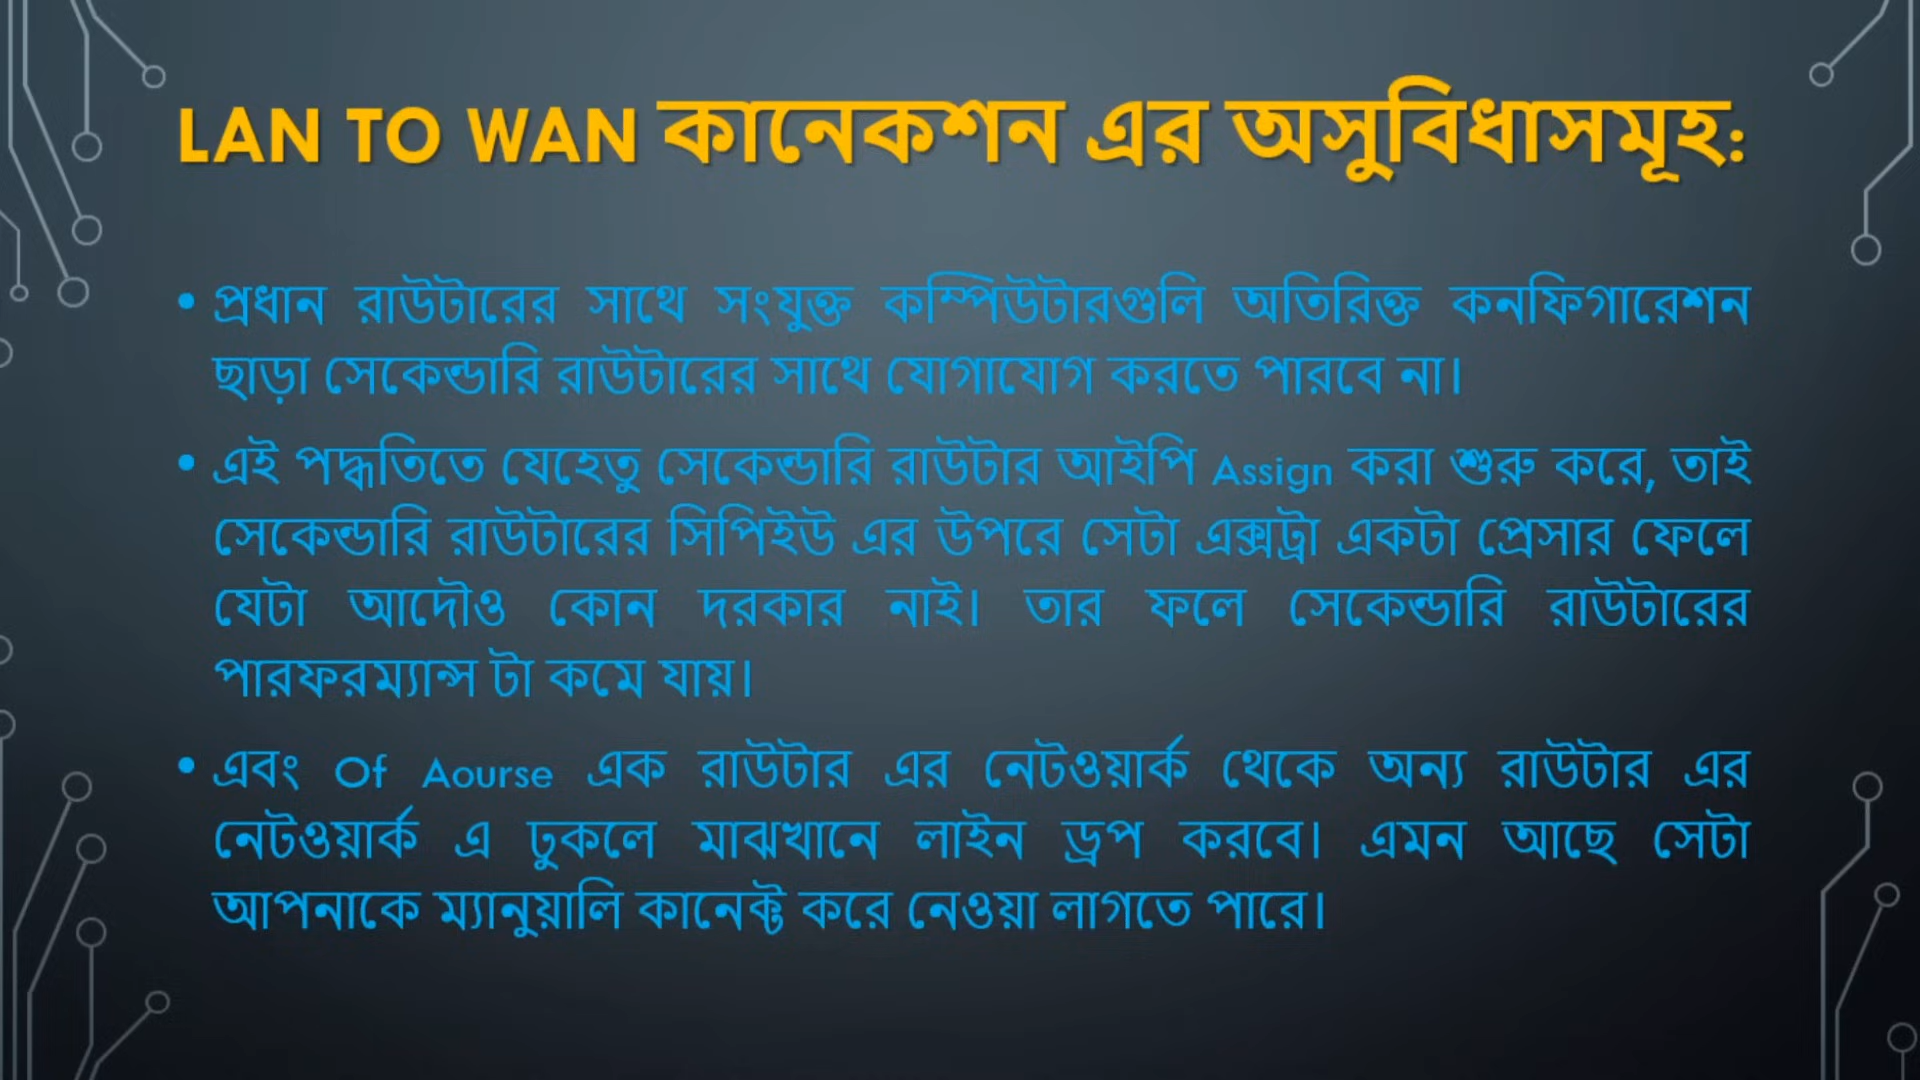 LAN TO WAN কানেকশন এর অসুবিধাসমূহ:
• প্রধান রাউটারের সাথে সংযুক্ত কম্পিউটারগুলি অতিরিক্ত কনফিগারেশন
ছাড়া সেকেন্ডারি রাউটারের সাথে যোগাযোগ করতে পারবে না।
• এই পদ্ধতিতে যেহেতু সেকেন্ডারি রাউটার আইপি Assign করা শুরু করে, তাই
সেকেন্ডারি রাউটারের সিপিইউ এর উপরে সেটা এক্সট্রা একটা প্রেসার ফেলে
যেটা আদৌও কোন দরকার নাই। তার ফলে সেকেন্ডারি রাউটারের
পারফরম্যান্স টা কমে যায়।
• এবং Of Aourse এক রাউটার এর নেটওয়ার্ক থেকে অন্য রাউটার এর
নেটওয়ার্ক এ ঢুকলে মাঝখানে লাইন ড্রপ করবে। এমন আছে সেটা
আপনাকে ম্যানুয়ালি কানেক্ট করে নেওয়া লাগতে পারে।